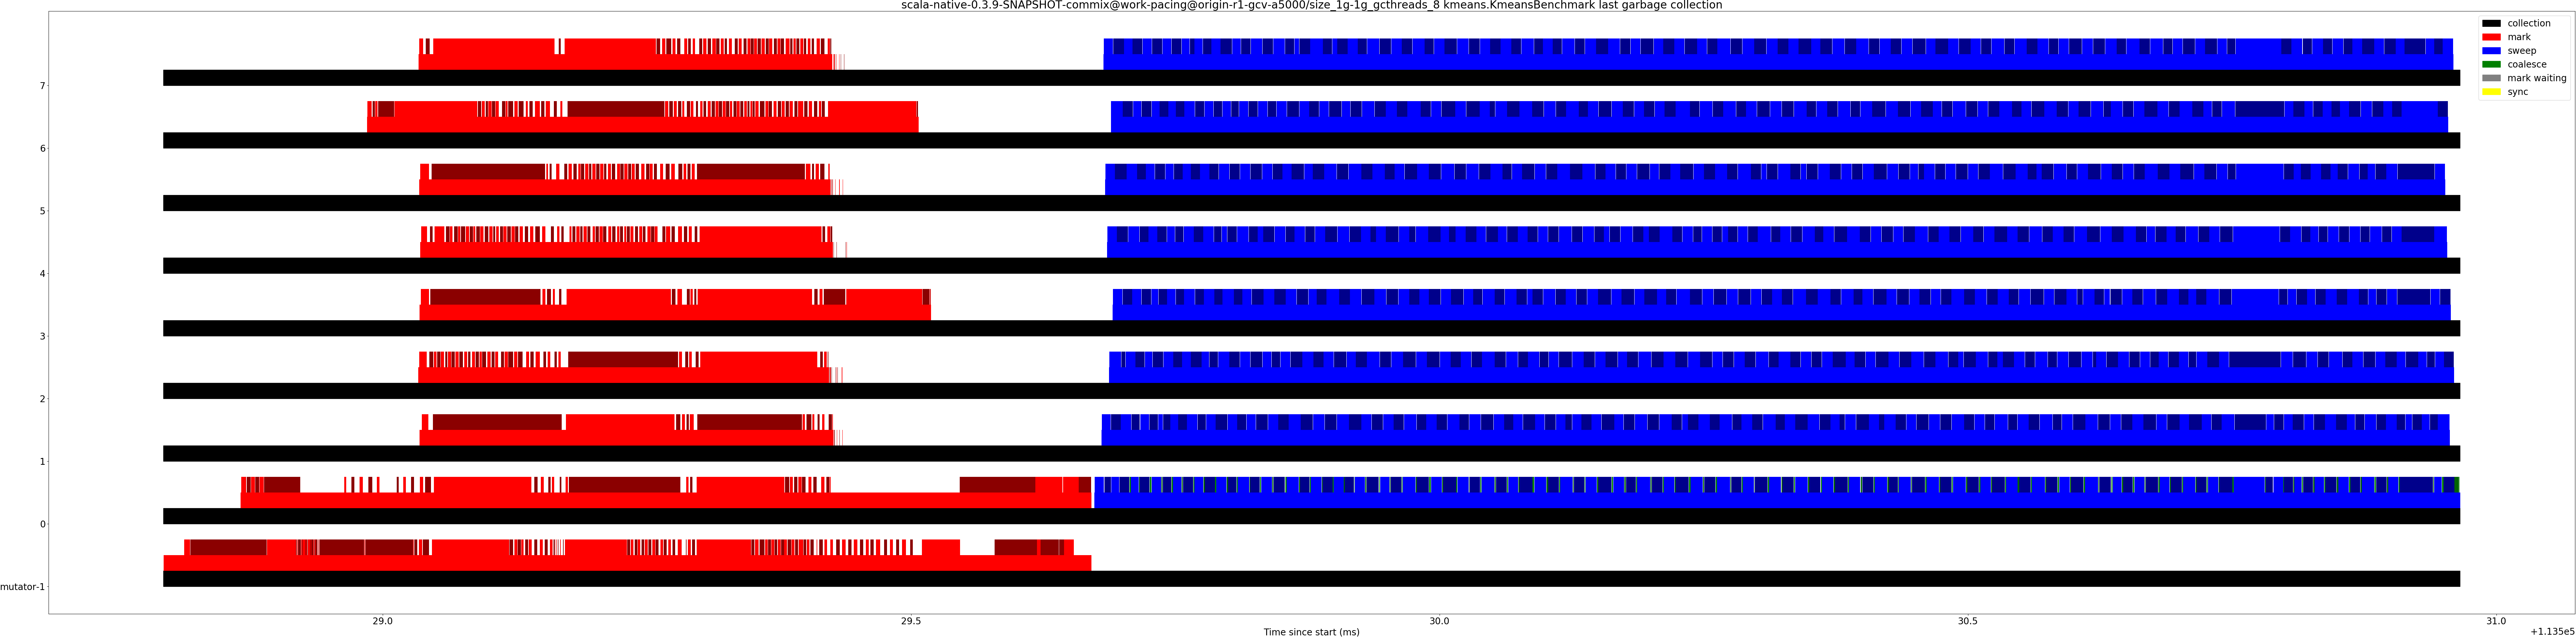 scala-native-0.3.9-SNAPSHOT-commix@work-pacing@origin-r1-gcv-a5000/size_1g-1g_gcthreads_8 kmeans.KmeansBenchmark last garbage collection
collection
mark
sweep
coalesce
mark waiting
sync
7
6
5
4
3
2
1
0
mutator-1
29.0 29.5 30.0 30.5 31.0
Time since start (ms)
+1.135e5